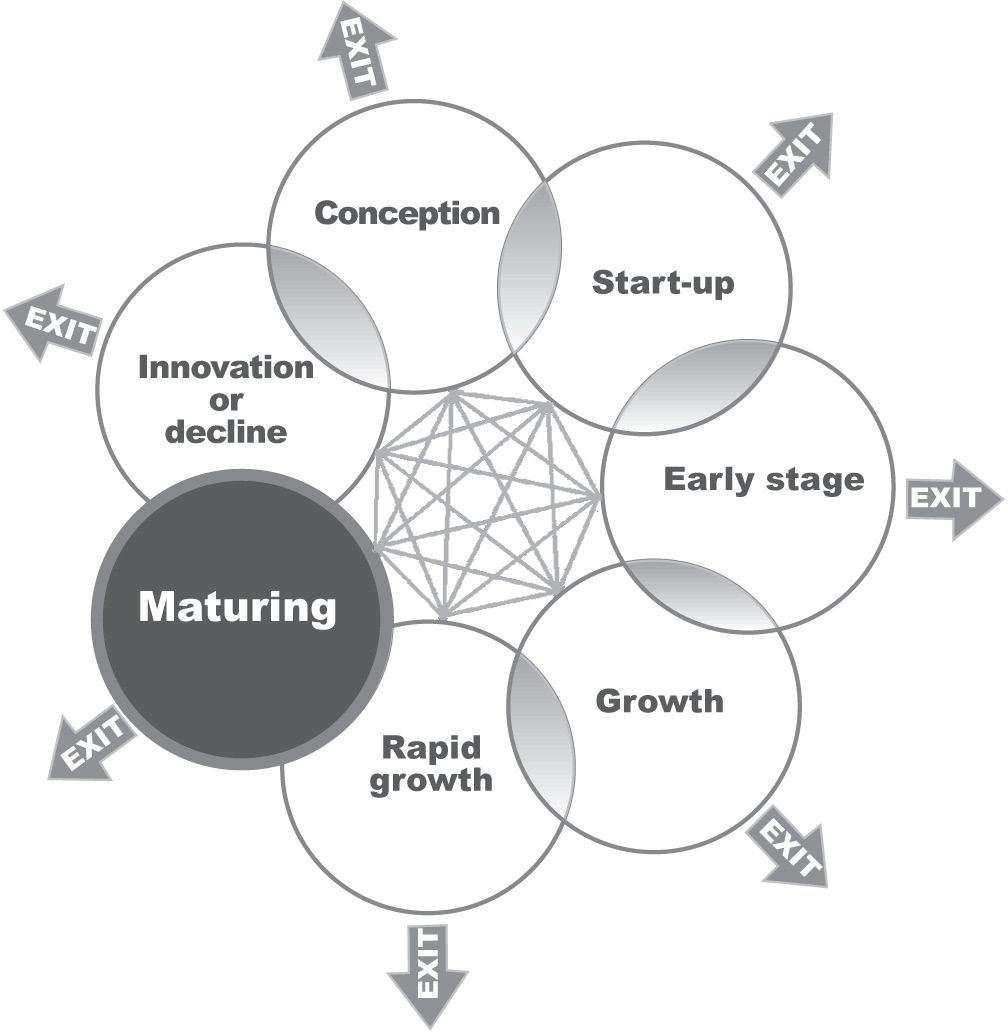 EXIT
Conception
EXIT
Start-up
EXIT
Innovation
or
decline
Early stage
EXIT
Maturing
Growth
EXIT
Rapid
growth
EXIT
EXIT